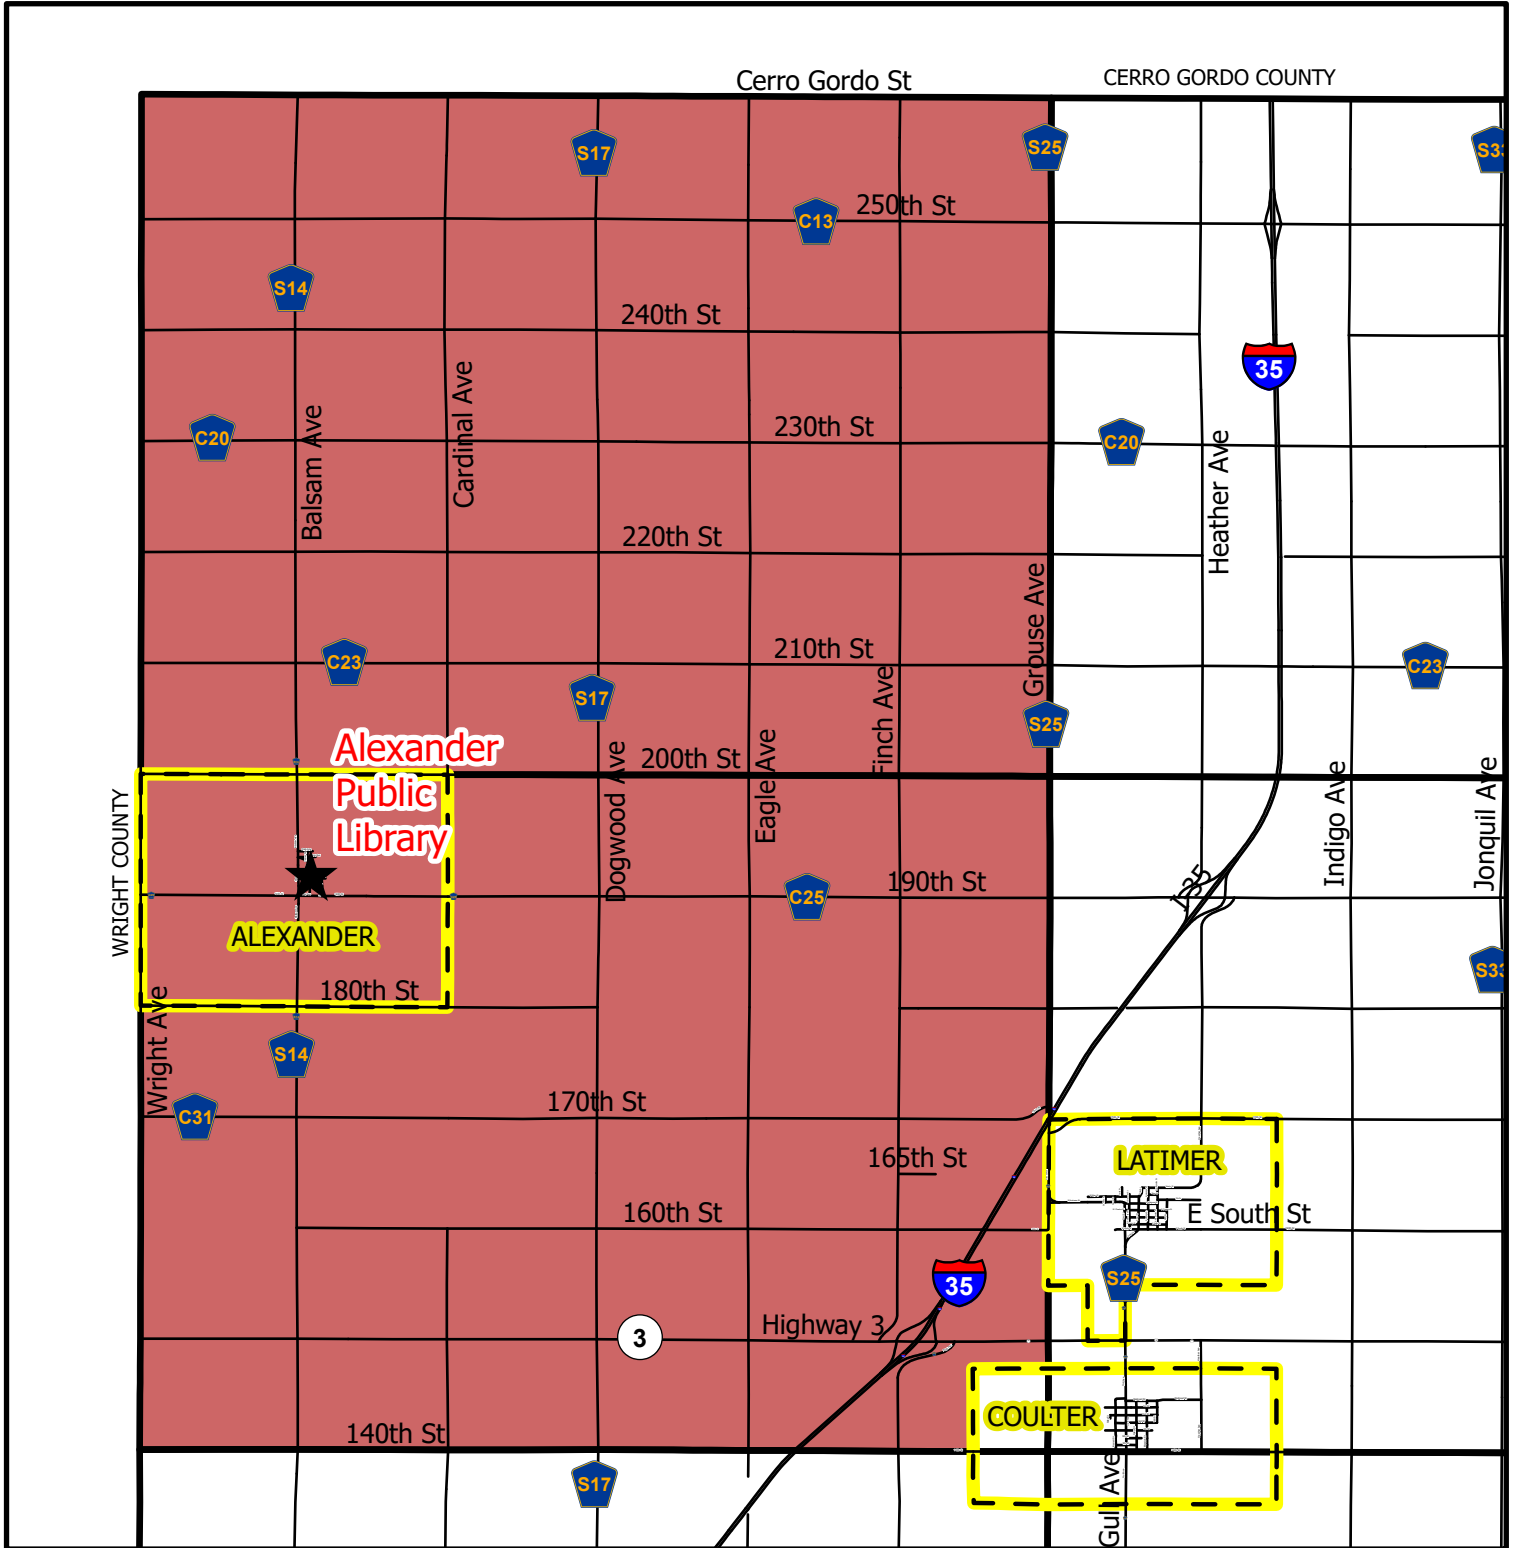 Cerro Gordo St
CERRO GORDO COUNTY
S17
S25
S33
C13
250th St
S14
240th St
35
Balsam Ave
Cardinal Ave
C20
230th St
C20
Heather Ave
220th St
Grouse Ave
C23
210th St
C23
S17
Finch Ave
S25
Alexander
Public
Library
200th St
Dogwood Ave
Eagle Ave
Indigo Ave
Jonquil Ave
WRIGHT COUNTY
C25
190th St
I-35
ALEXANDER
180th St
S33
Wright Ave
S14
C31
170th St
165th St
LATIMER
160th St
E South St
35
S25
3
Highway 3
COULTER
140th St
S17
Gull Ave